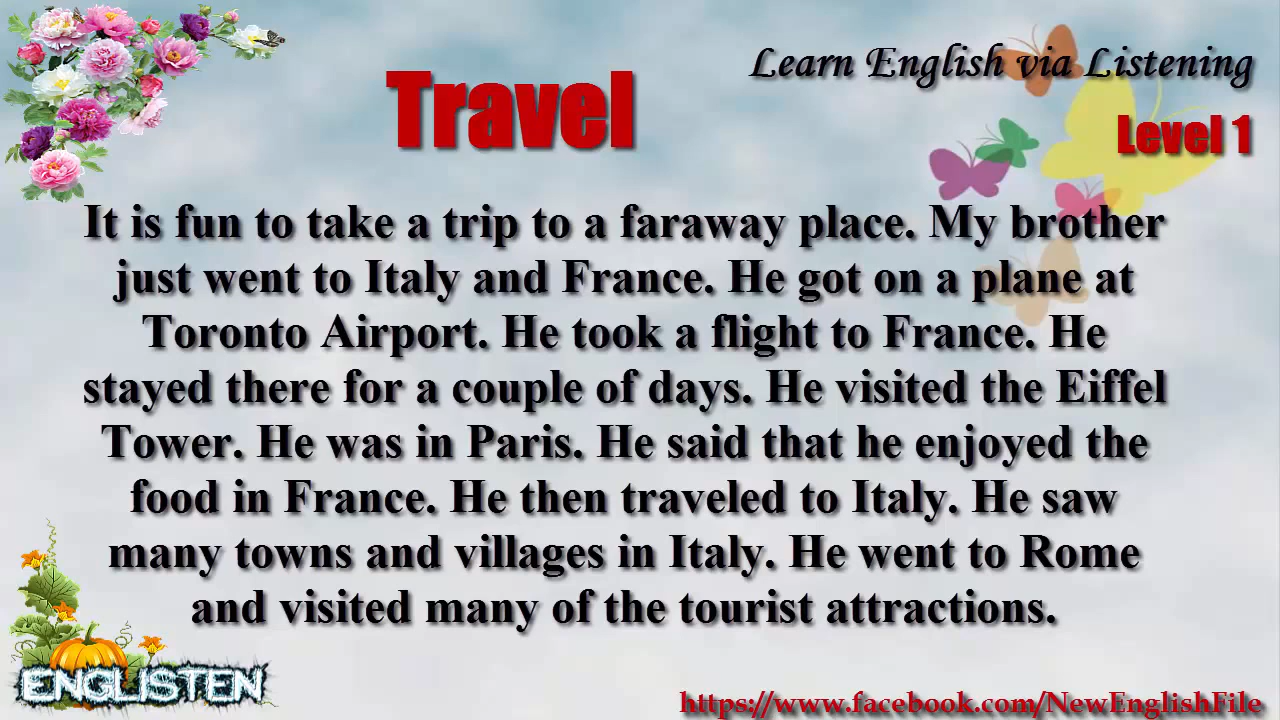 Learn English via Listening
Travel
Level 1
It is fun to take a trip to a faraway place. My brother
just went to Italy and France. He got on a plane at
Toronto Airport. He took a flight to France. He
stayed there for a couple of days. He visited the Eiffel
Tower. He was in Paris. He said that he enjoyed the
food in France. He then traveled to Italy. He saw
many towns and villages in Italy. He went to Rome
and visited many of the tourist attractions.
ENGLISTEN
https://www.facebook.com/NewEnglishFile